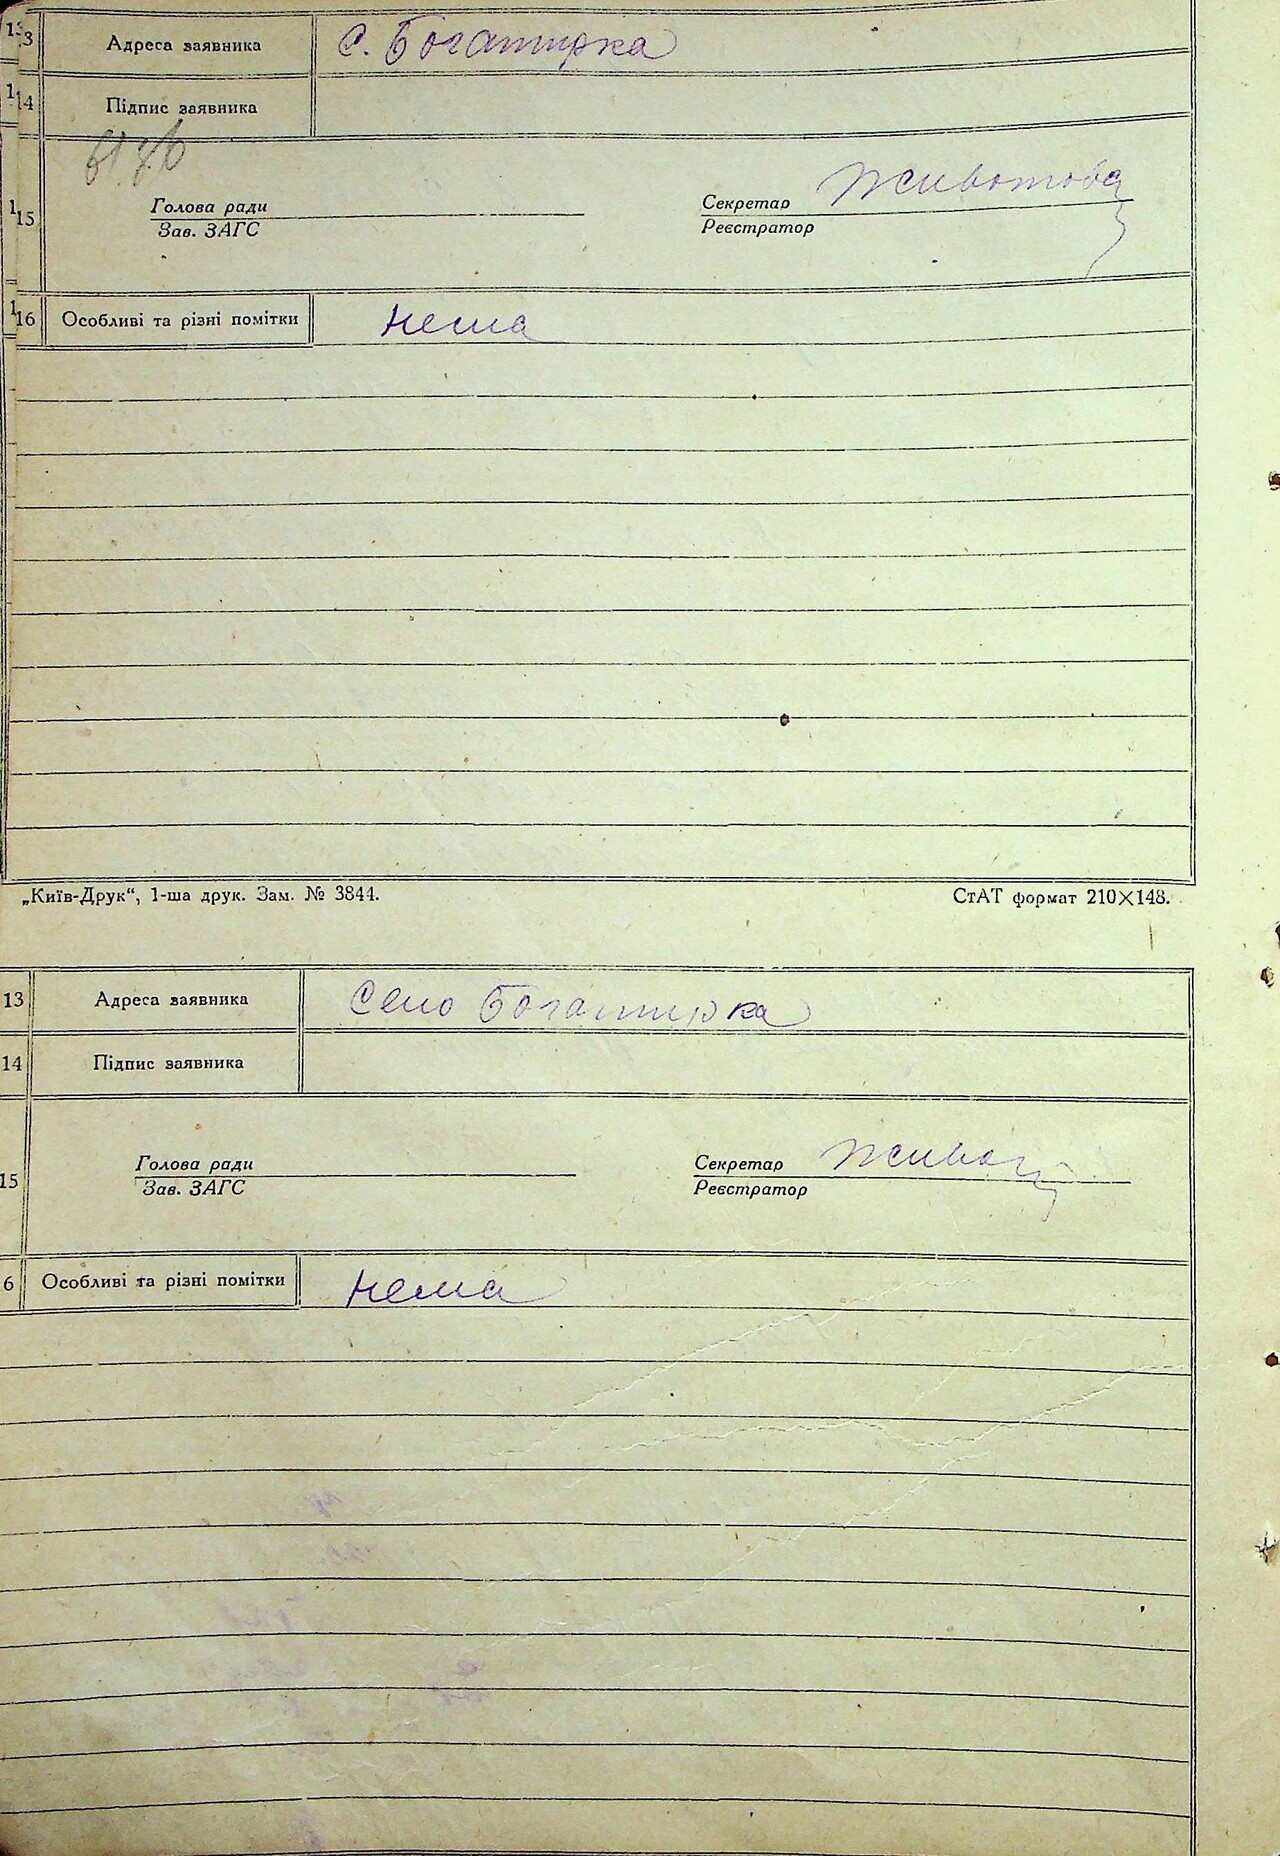 13 Адреса заявника с. Богатирка
14 Підпис заявника
15 Голова ради Секретар Животова
Зав. ЗАГС Реєстратор
16 Особливі та різні помітки нема
„Київ-Друк“, 1-ша друк. Зам. № 3844. СтАТ формат 210×148.
13 Адреса заявника Село Богатирка
14 Підпис заявника
15 Голова ради Секретар
Зав. ЗАГС Реєстратор
6 Особливі та різні помітки нема